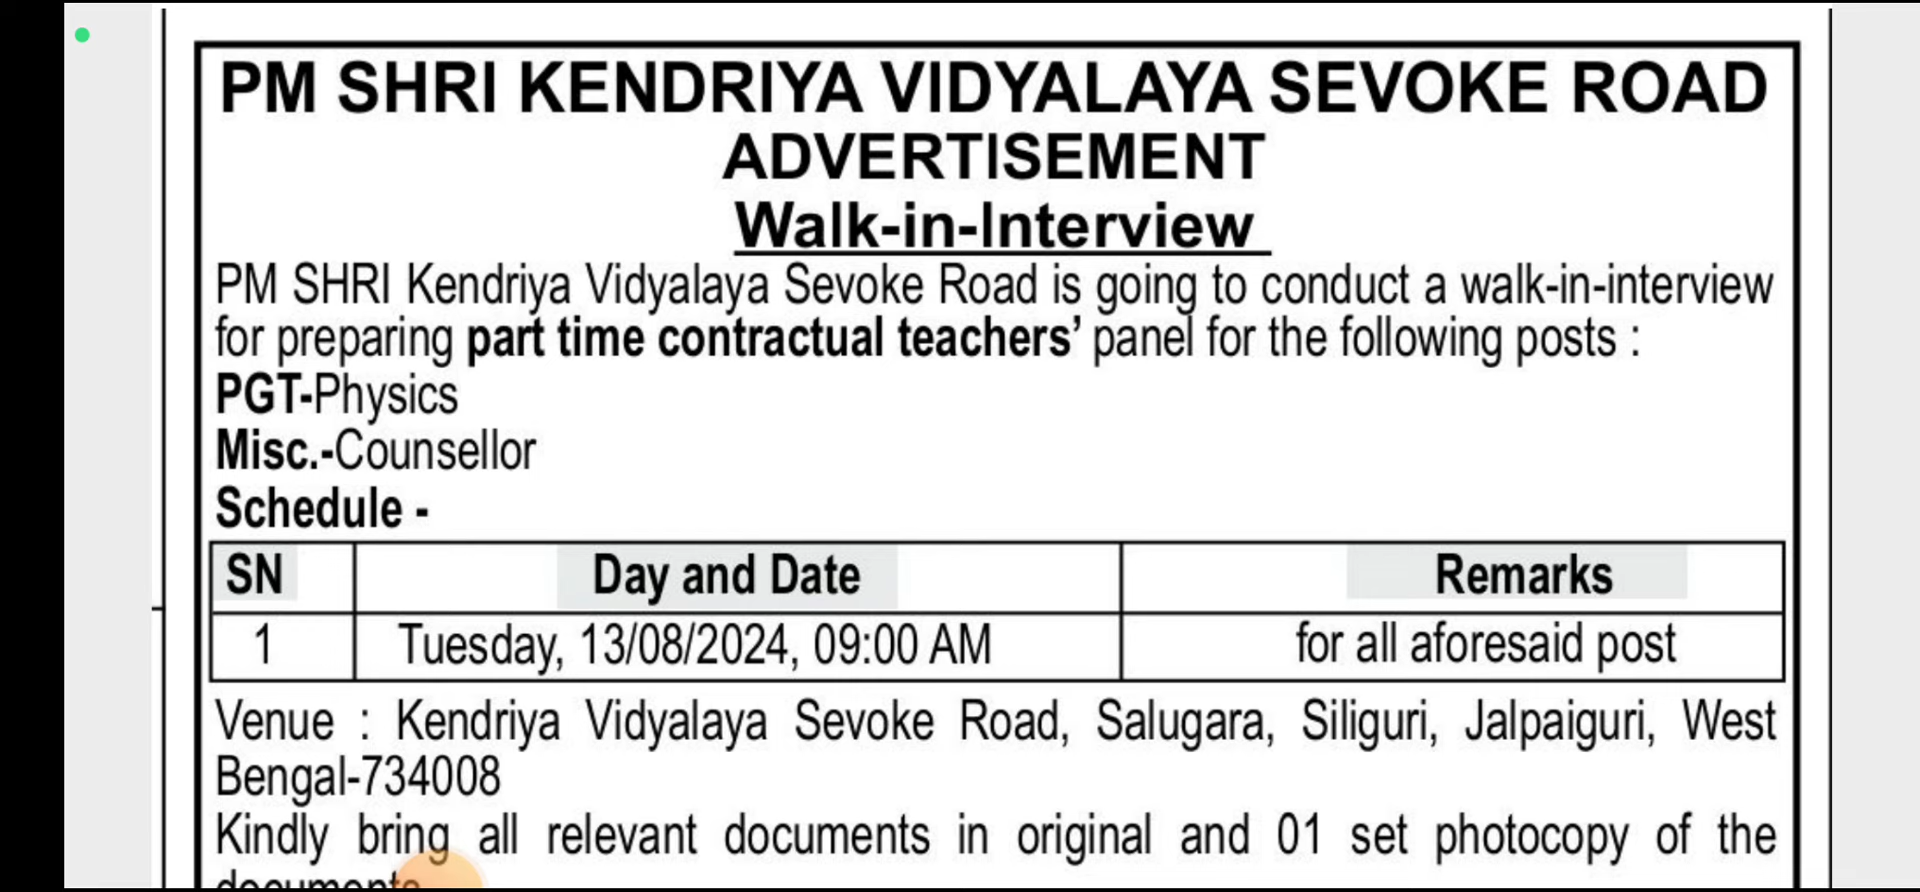 PM SHRI KENDRIYA VIDYALAYA SEVOKE ROAD
ADVERTISEMENT
Walk-in-Interview
PM SHRI Kendriya Vidyalaya Sevoke Road is going to conduct a walk-in-interview
for preparing part time contractual teachers’ panel for the following posts :
PGT-Physics
Misc.-Counsellor
Schedule -
SN Day and Date Remarks
1 Tuesday, 13/08/2024, 09:00 AM for all aforesaid post
Venue : Kendriya Vidyalaya Sevoke Road, Salugara, Siliguri, Jalpaiguri, West
Bengal-734008
Kindly bring all relevant documents in original and 01 set photocopy of the